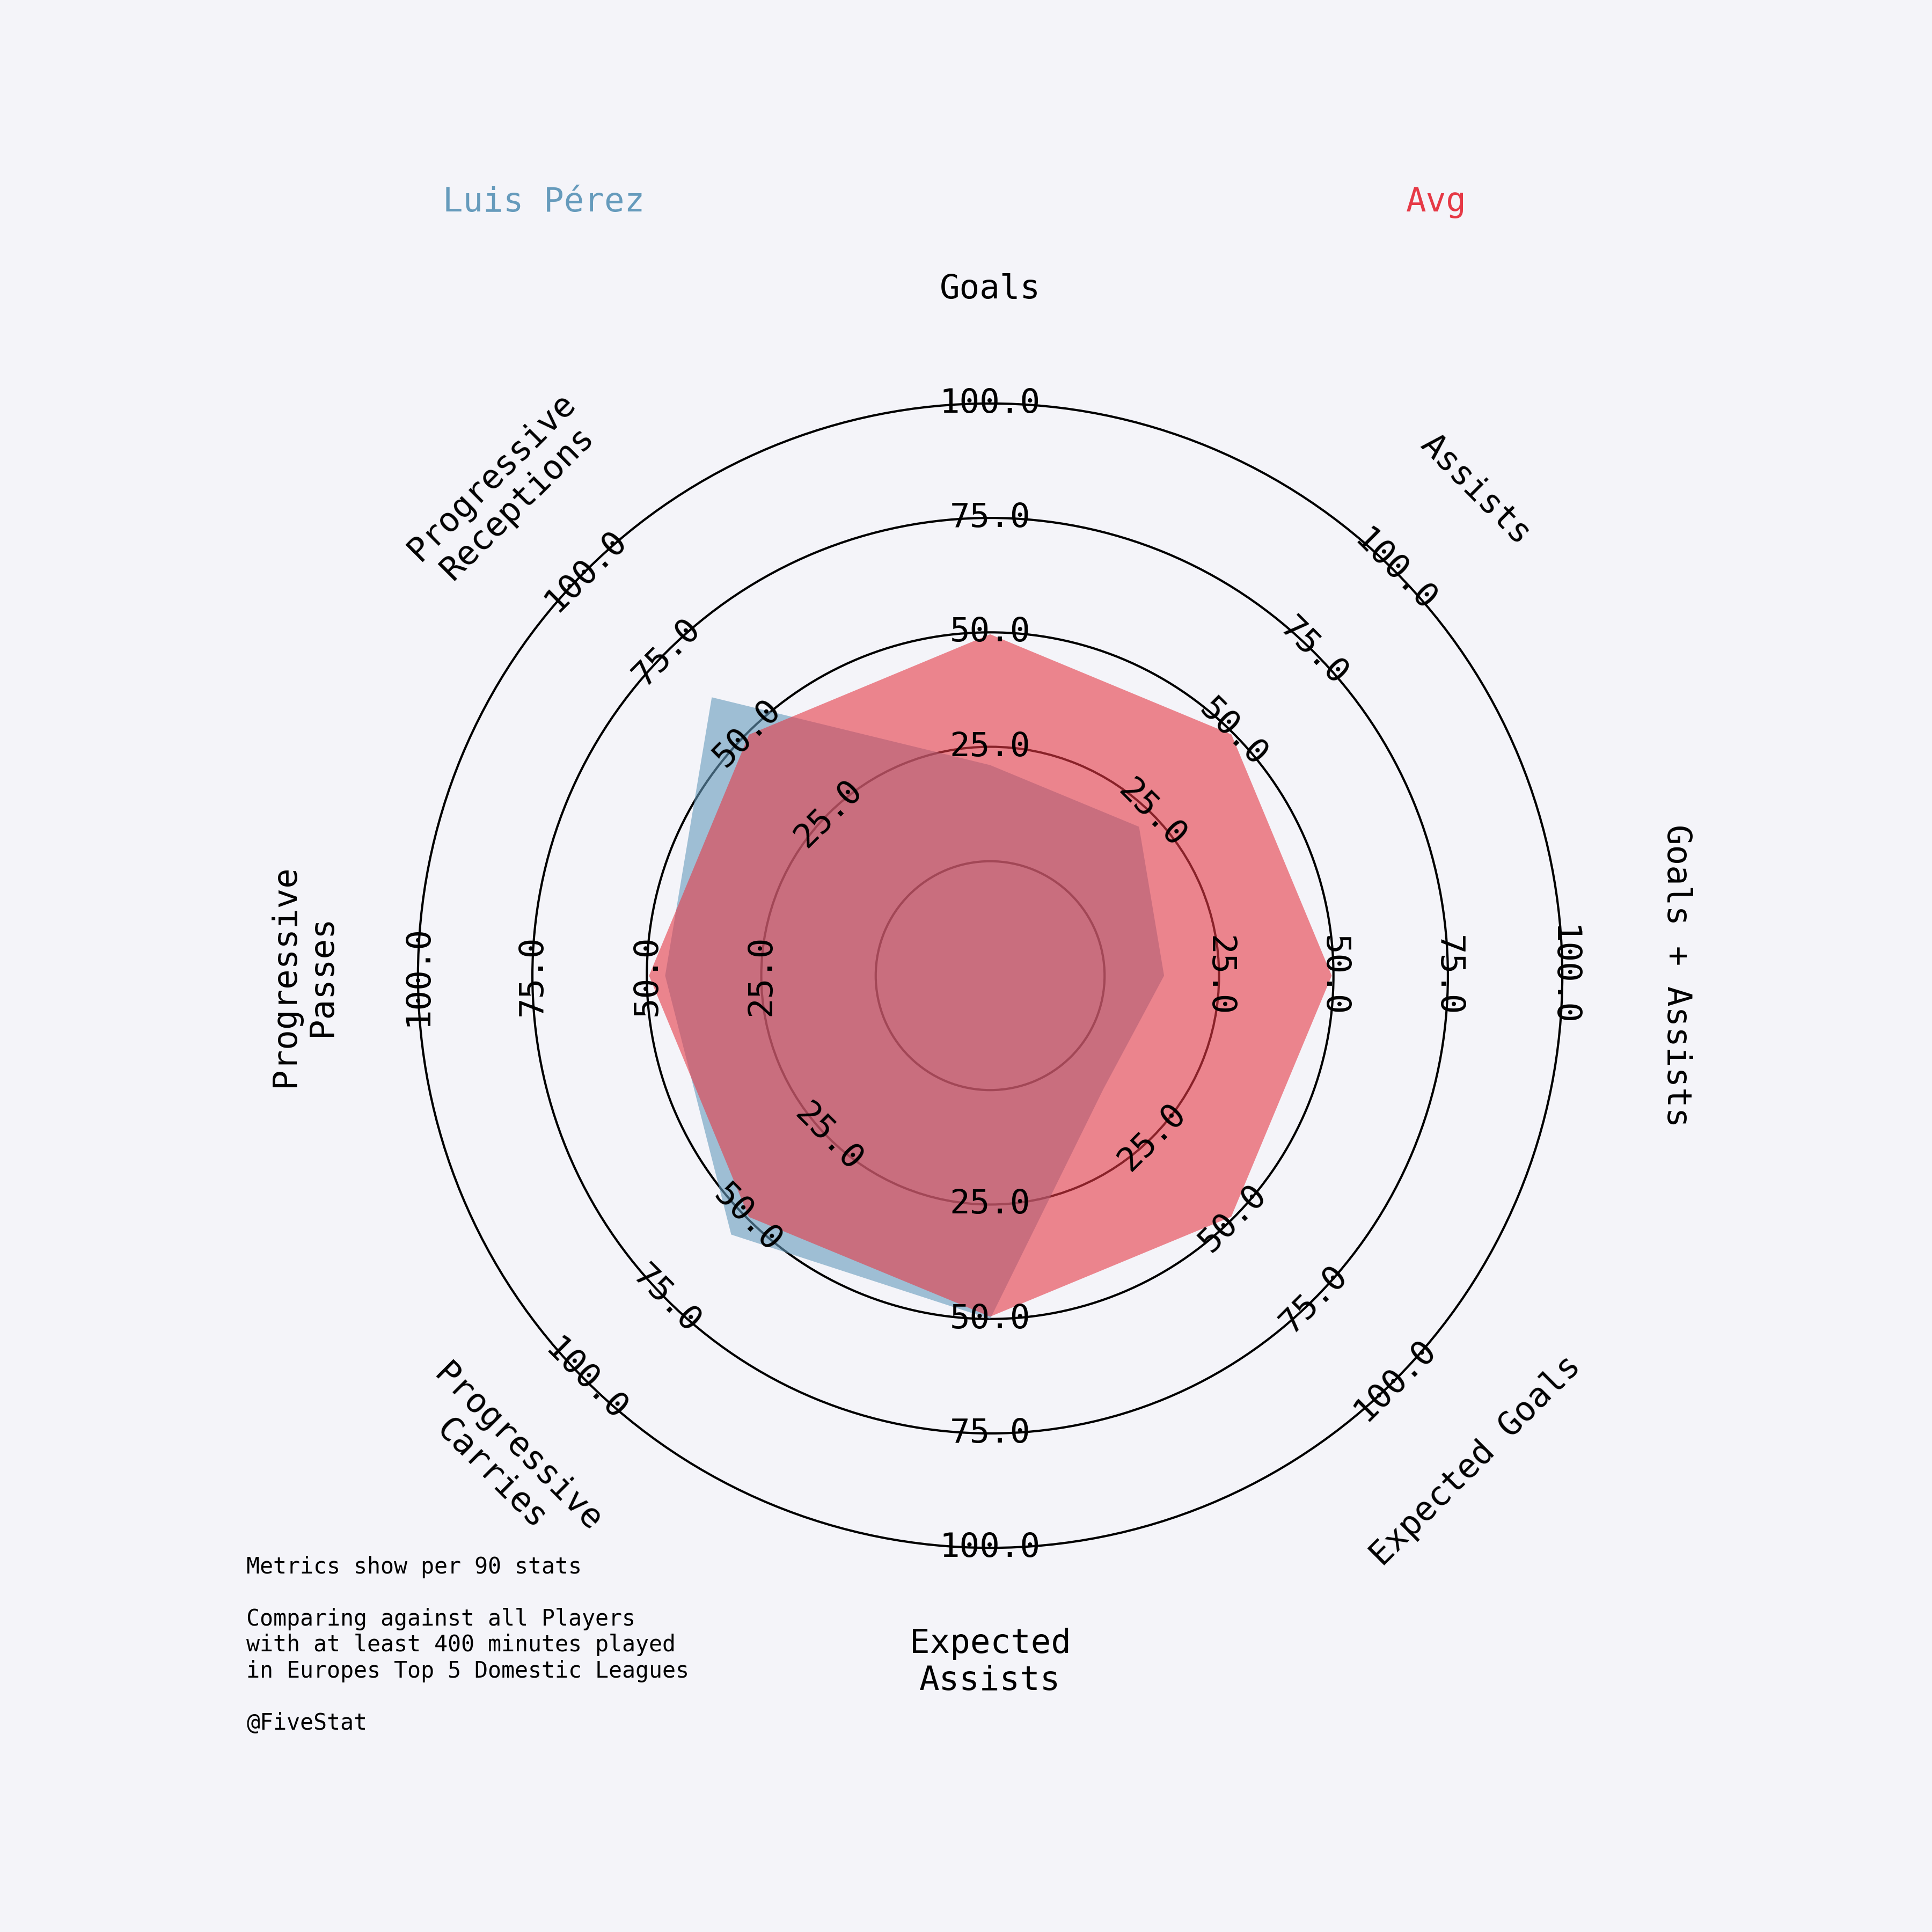 Luis Pérez
Avg
Goals
Assists
Goals + Assists
Expected Goals
Expected
Assists
Progressive
Carries
Progressive
Passes
Progressive
Receptions
25.0
50.0
75.0
100.0
25.0
50.0
75.0
100.0
25.0
50.0
75.0
100.0
25.0
50.0
75.0
100.0
25.0
50.0
75.0
100.0
25.0
50.0
75.0
100.0
25.0
50.0
75.0
100.0
25.0
50.0
75.0
100.0
Metrics show per 90 stats
Comparing against all Players
with at least 400 minutes played
in Europes Top 5 Domestic Leagues
@FiveStat